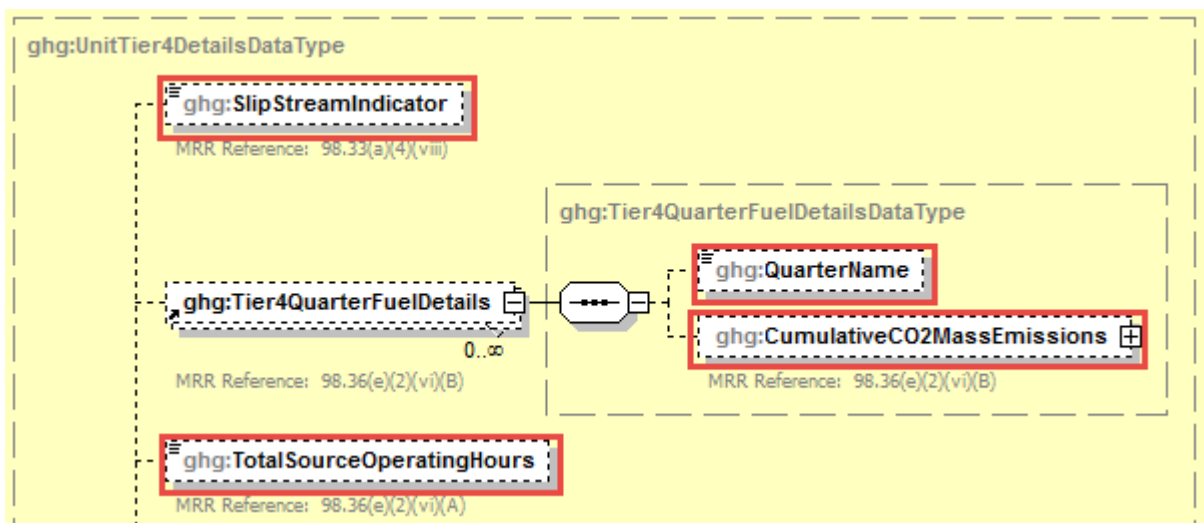 ghg:UnitTier4DetailsDataType
ghg:SlipStreamIndicator
MRR Reference: 98.33(a)(4)(viii)
ghg:Tier4QuarterFuelDetailsDataType
ghg:QuarterName
ghg:Tier4QuarterFuelDetails
0..∞
ghg:CumulativeCO2MassEmissions
MRR Reference: 98.36(e)(2)(vi)(B)
MRR Reference: 98.36(e)(2)(vi)(B)
ghg:TotalSourceOperatingHours
MRR Reference: 98.36(e)(2)(vi)(A)